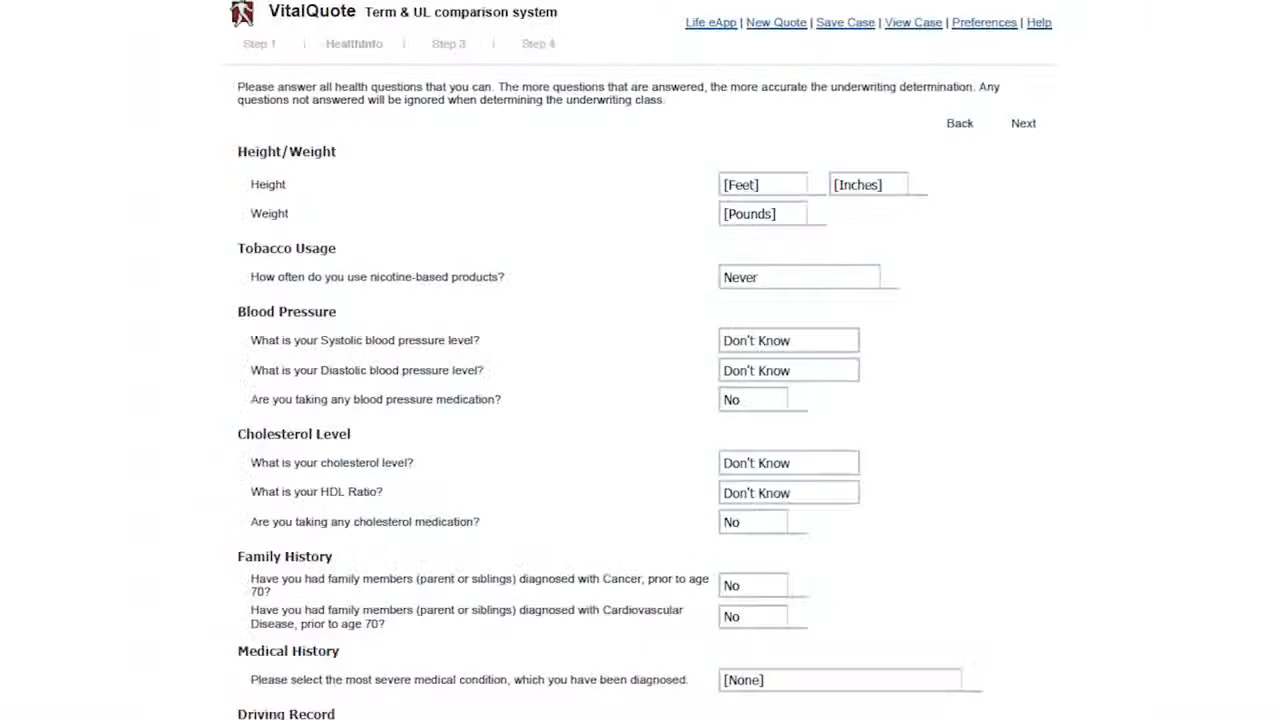 VitalQuote Term & UL comparison system
Life eApp | New Quote | Save Case | View Case | Preferences | Help
Step 1 | HealthInfo | Step 3 | Step 4
Please answer all health questions that you can. The more questions that are answered, the more accurate the underwriting determination. Any
questions not answered will be ignored when determining the underwriting class.
Back Next
Height/Weight
Height [Feet] [Inches]
Weight [Pounds]
Tobacco Usage
How often do you use nicotine-based products? Never
Blood Pressure
What is your Systolic blood pressure level? Don't Know
What is your Diastolic blood pressure level? Don't Know
Are you taking any blood pressure medication? No
Cholesterol Level
What is your cholesterol level? Don't Know
What is your HDL Ratio? Don't Know
Are you taking any cholesterol medication? No
Family History
Have you had family members (parent or siblings) diagnosed with Cancer, prior to age
70? No
Have you had family members (parent or siblings) diagnosed with Cardiovascular
Disease, prior to age 70? No
Medical History
Please select the most severe medical condition, which you have been diagnosed. [None]
Driving Record